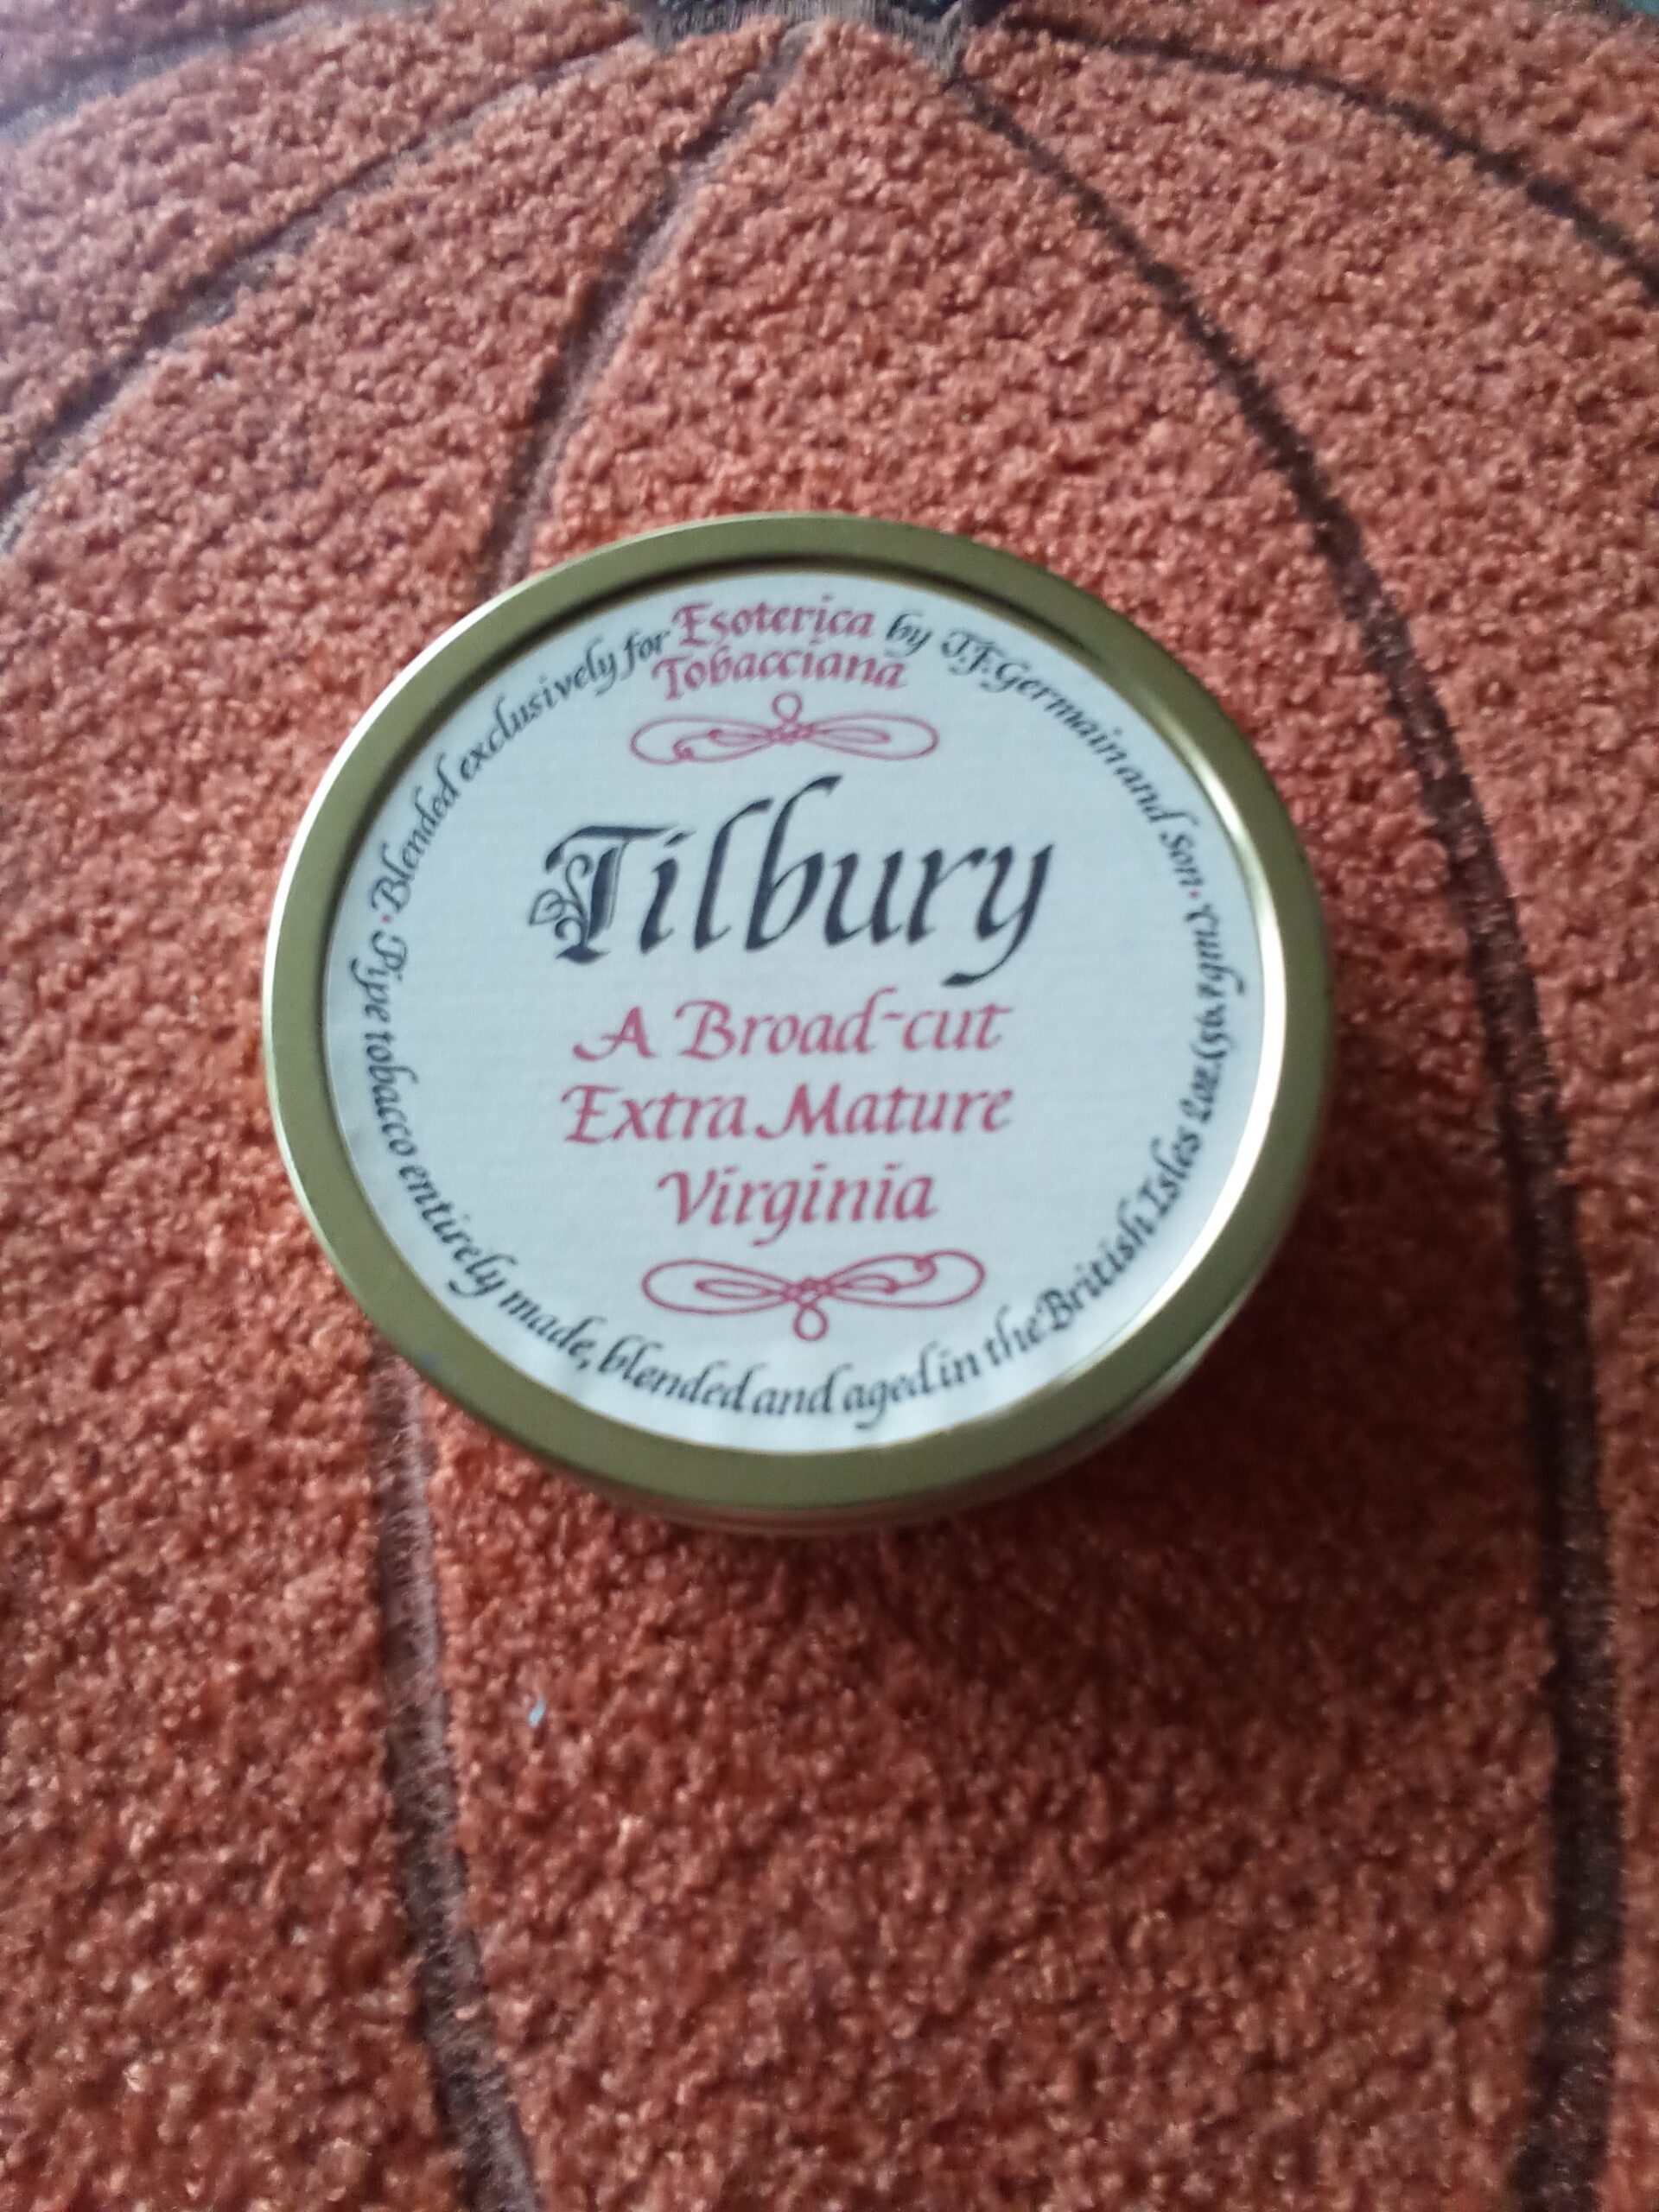 Blended exclusively for Esoterica Tobacciana by J.F. Germain and Son •
Tilbury
A Broad-cut
Extra Mature
Virginia
• Pipe tobacco entirely made, blended and aged in the British Isles 2oz. (56.7gms)